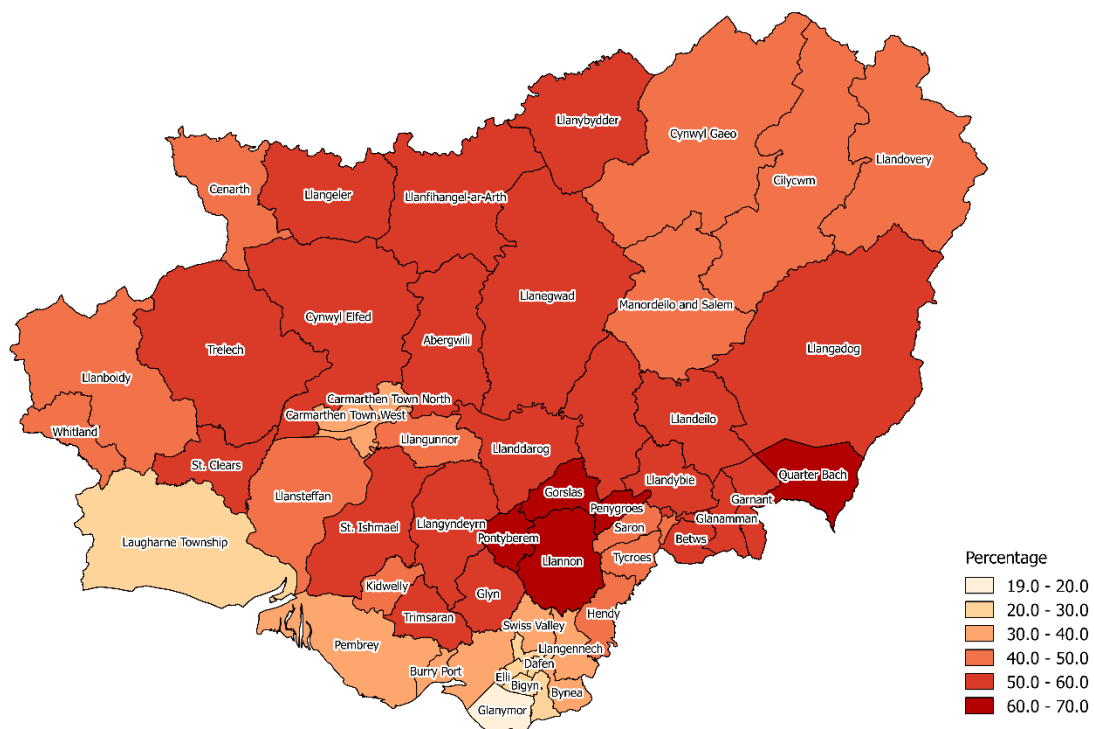 Llanybydder
Cynwyl Gaeo
Llandovery
Cilycwm
Cenarth
Llangeler
Llanfihangel-ar-Arth
Llanegwad
Manordeilo and Salem
Cynwyl Elfed
Abergwili
Trelech
Llangadog
Llanboidy
Carmarthen Town North
Carmarthen Town West
Whitland
Llangunnor
Llanddarog
Llandeilo
St. Clears
Llandybie
Quarter Bach
Gorslas
Garnant
Llansteffan
Penygroes
Glanamman
St. Ishmael
Llangyndeyrn
Saron
Laugharne Township
Pontyberem
Betws
Llannon
Tycroes
Kidwelly
Glyn
Trimsaran
Hendy
Swiss Valley
Pembrey
Llangennech
Dafen
Burry Port
Elli
Bigyn
Bynea
Glanymor
Percentage
19.0 - 20.0
20.0 - 30.0
30.0 - 40.0
40.0 - 50.0
50.0 - 60.0
60.0 - 70.0